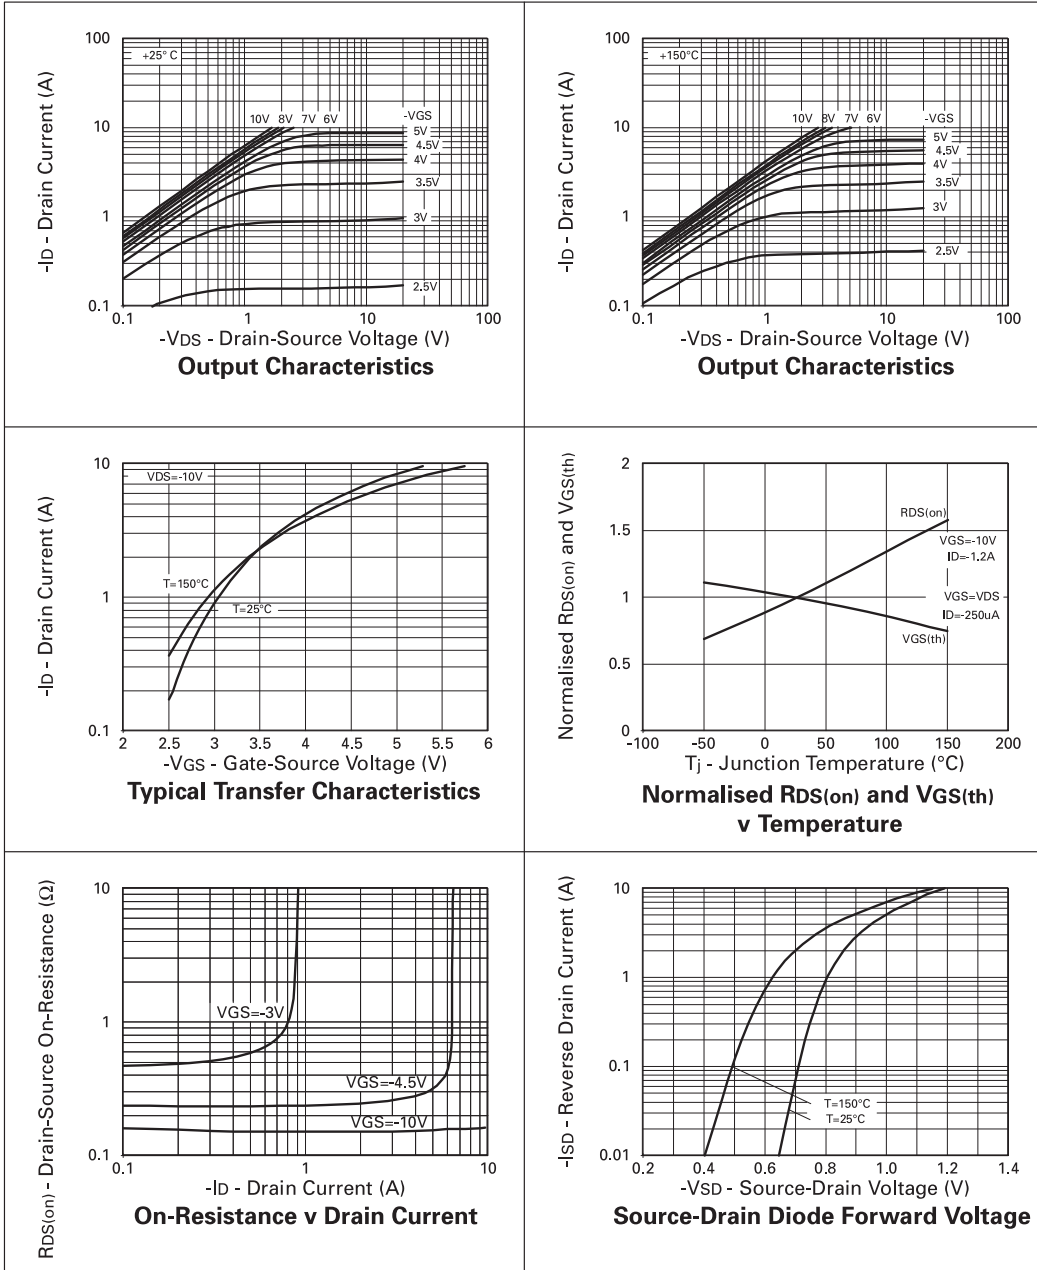 100
10
1
0.1
-ID - Drain Current (A)
+25° C
10V 8V 7V 6V
-VGS
5V
4.5V
4V
3.5V
3V
2.5V
0.1 1 10 100
-VDS - Drain-Source Voltage (V)
Output Characteristics
100
10
1
0.1
-ID - Drain Current (A)
+150°C
10V 8V 7V 6V
-VGS
5V
4.5V
4V
3.5V
3V
2.5V
0.1 1 10 100
-VDS - Drain-Source Voltage (V)
Output Characteristics
10
1
0.1
-ID - Drain Current (A)
VDS=-10V
T=150°C
T=25°C
2 2.5 3 3.5 4 4.5 5 5.5 6
-VGS - Gate-Source Voltage (V)
Typical Transfer Characteristics
2
1.5
1
0.5
0
Normalised RDS(on) and VGS(th)
RDS(on)
VGS=-10V
ID=-1.2A
VGS=VDS
ID=-250uA
VGS(th)
-100 -50 0 50 100 150 200
Tj - Junction Temperature (°C)
Normalised RDS(on) and VGS(th)
v Temperature
10
1
0.1
RDS(on) - Drain-Source On-Resistance (Ω)
VGS=-3V
VGS=-4.5V
VGS=-10V
0.1 1 10
-ID - Drain Current (A)
On-Resistance v Drain Current
10
1
0.1
0.01
-ISD - Reverse Drain Current (A)
T=150°C
T=25°C
0.2 0.4 0.6 0.8 1.0 1.2 1.4
-VSD - Source-Drain Voltage (V)
Source-Drain Diode Forward Voltage